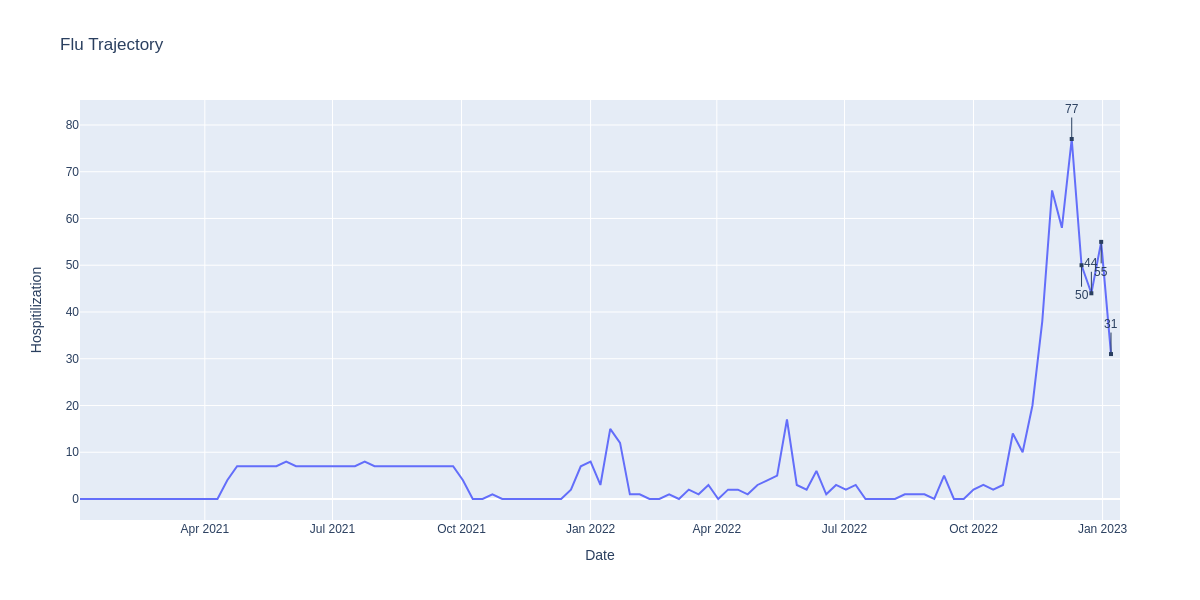 Flu Trajectory
77
80
70
60
50
44
55
50
40
31
30
20
10
0
Hospitilization
Apr 2021
Jul 2021
Oct 2021
Jan 2022
Apr 2022
Jul 2022
Oct 2022
Jan 2023
Date